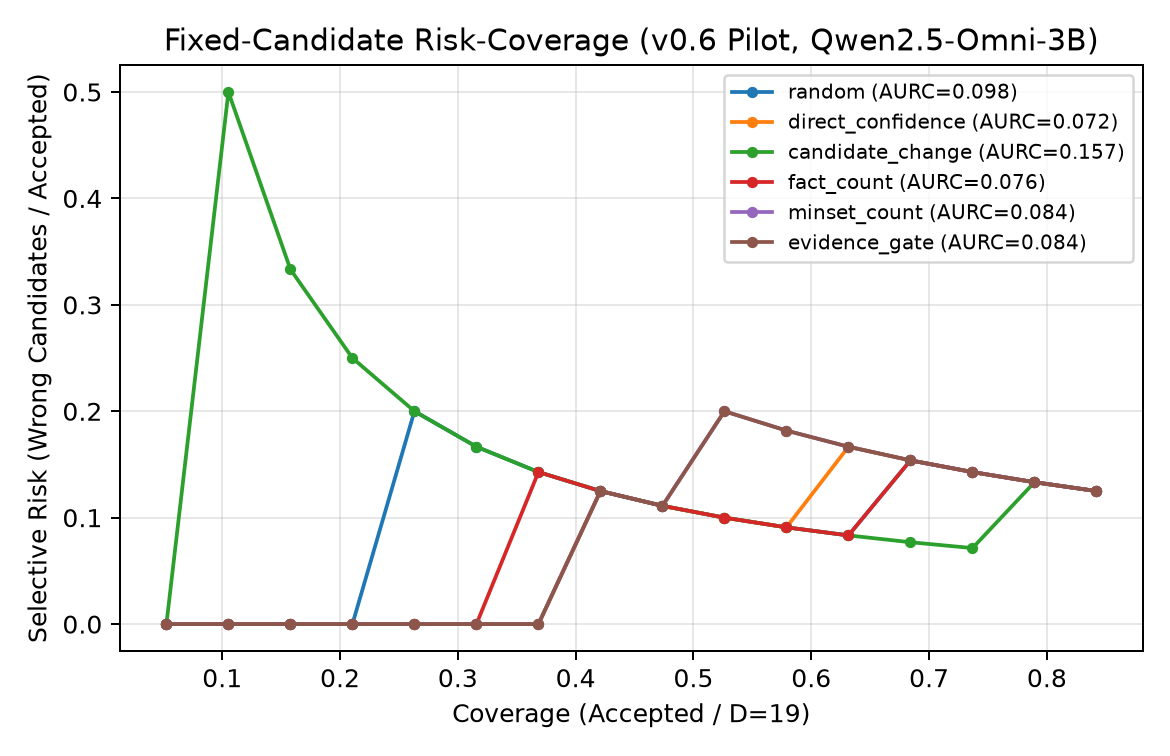 Fixed-Candidate Risk-Coverage (v0.6 Pilot, Qwen2.5-Omni-3B)
Selective Risk (Wrong Candidates / Accepted)
0.5
0.4
0.3
0.2
0.1
0.0
random (AURC=0.098)
direct_confidence (AURC=0.072)
candidate_change (AURC=0.157)
fact_count (AURC=0.076)
minset_count (AURC=0.084)
evidence_gate (AURC=0.084)
0.1 0.2 0.3 0.4 0.5 0.6 0.7 0.8
Coverage (Accepted / D=19)